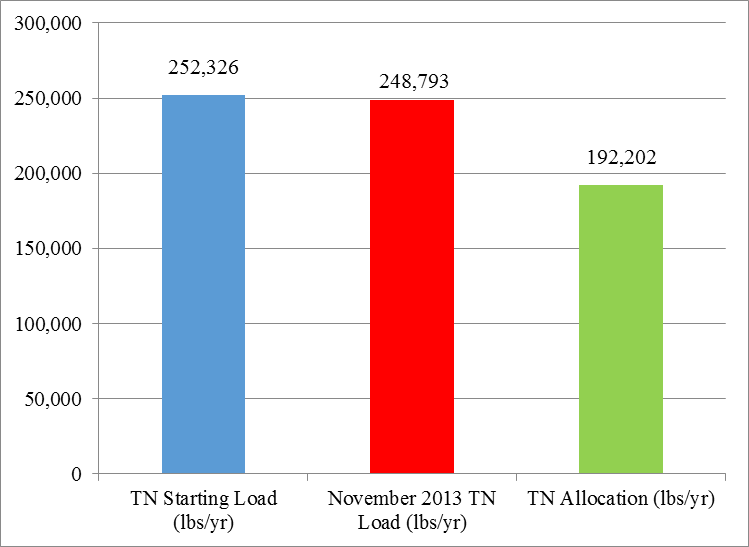 300,000
250,000
200,000
150,000
100,000
50,000
0
252,326
248,793
192,202
TN Starting Load
(lbs/yr)
November 2013 TN
Load (lbs/yr)
TN Allocation (lbs/yr)